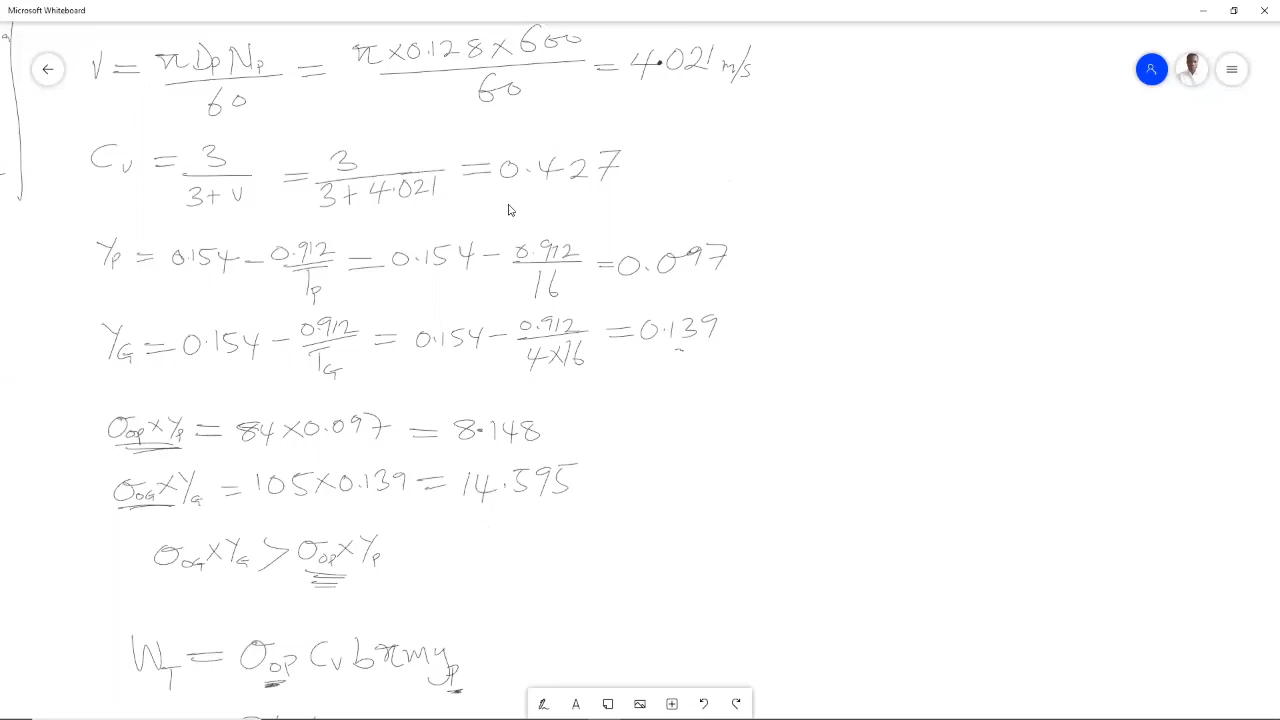 Microsoft Whiteboard
V = πDpNp/60 = π×0.128×600/60 = 4.021 m/s
Cv = 3/3+v = 3/3+4.021 = 0.427
Yp = 0.154 - 0.912/Tp = 0.154 - 0.912/16 = 0.097
YG = 0.154 - 0.912/TG = 0.154 - 0.912/4×16 = 0.139
σop×Yp = 84×0.097 = 8.148
σoG×YG = 105×0.139 = 14.595
σoG×YG > σop×Yp
WT = σop Cv bπmyp
A